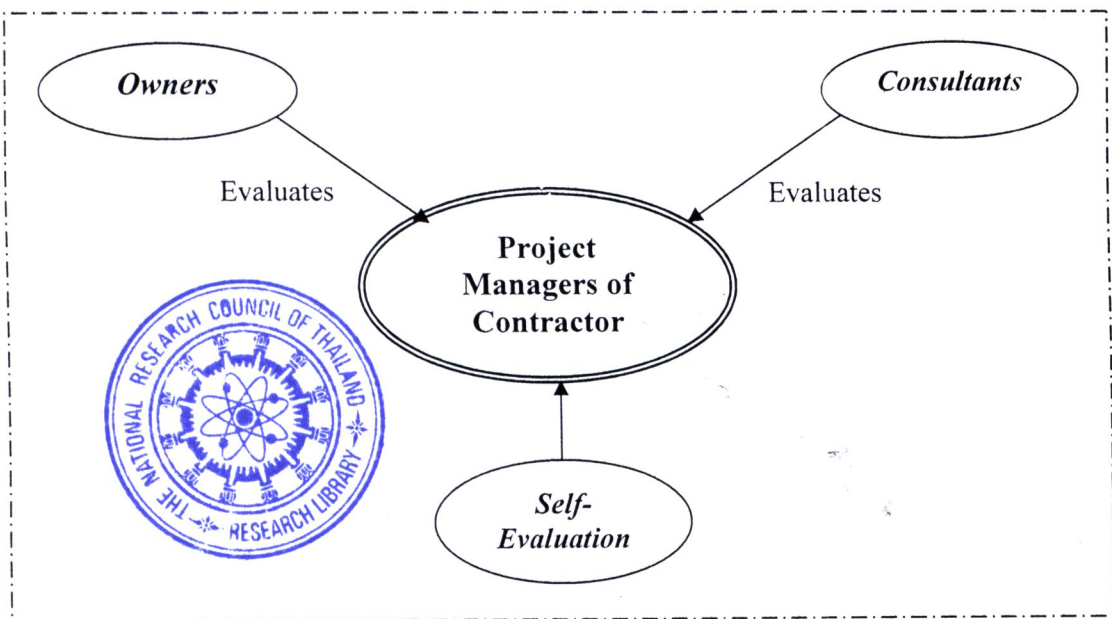 Owners
Consultants
Evaluates
Evaluates
Project
Managers of
Contractor
THE NATIONAL RESEARCH COUNCIL OF THAILAND
RESEARCH LIBRARY
Self-
Evaluation